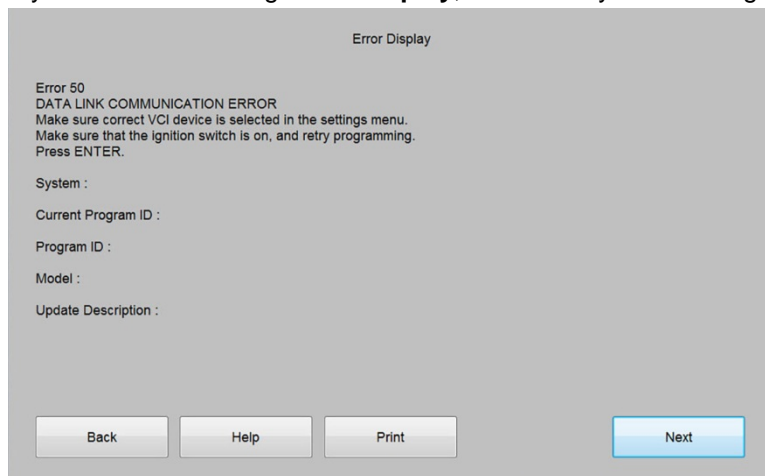 Error Display
Error 50
DATA LINK COMMUNICATION ERROR
Make sure correct VCI device is selected in the settings menu.
Make sure that the ignition switch is on, and retry programming.
Press ENTER.
System :
Current Program ID :
Program ID :
Model :
Update Description :
Back Help Print Next